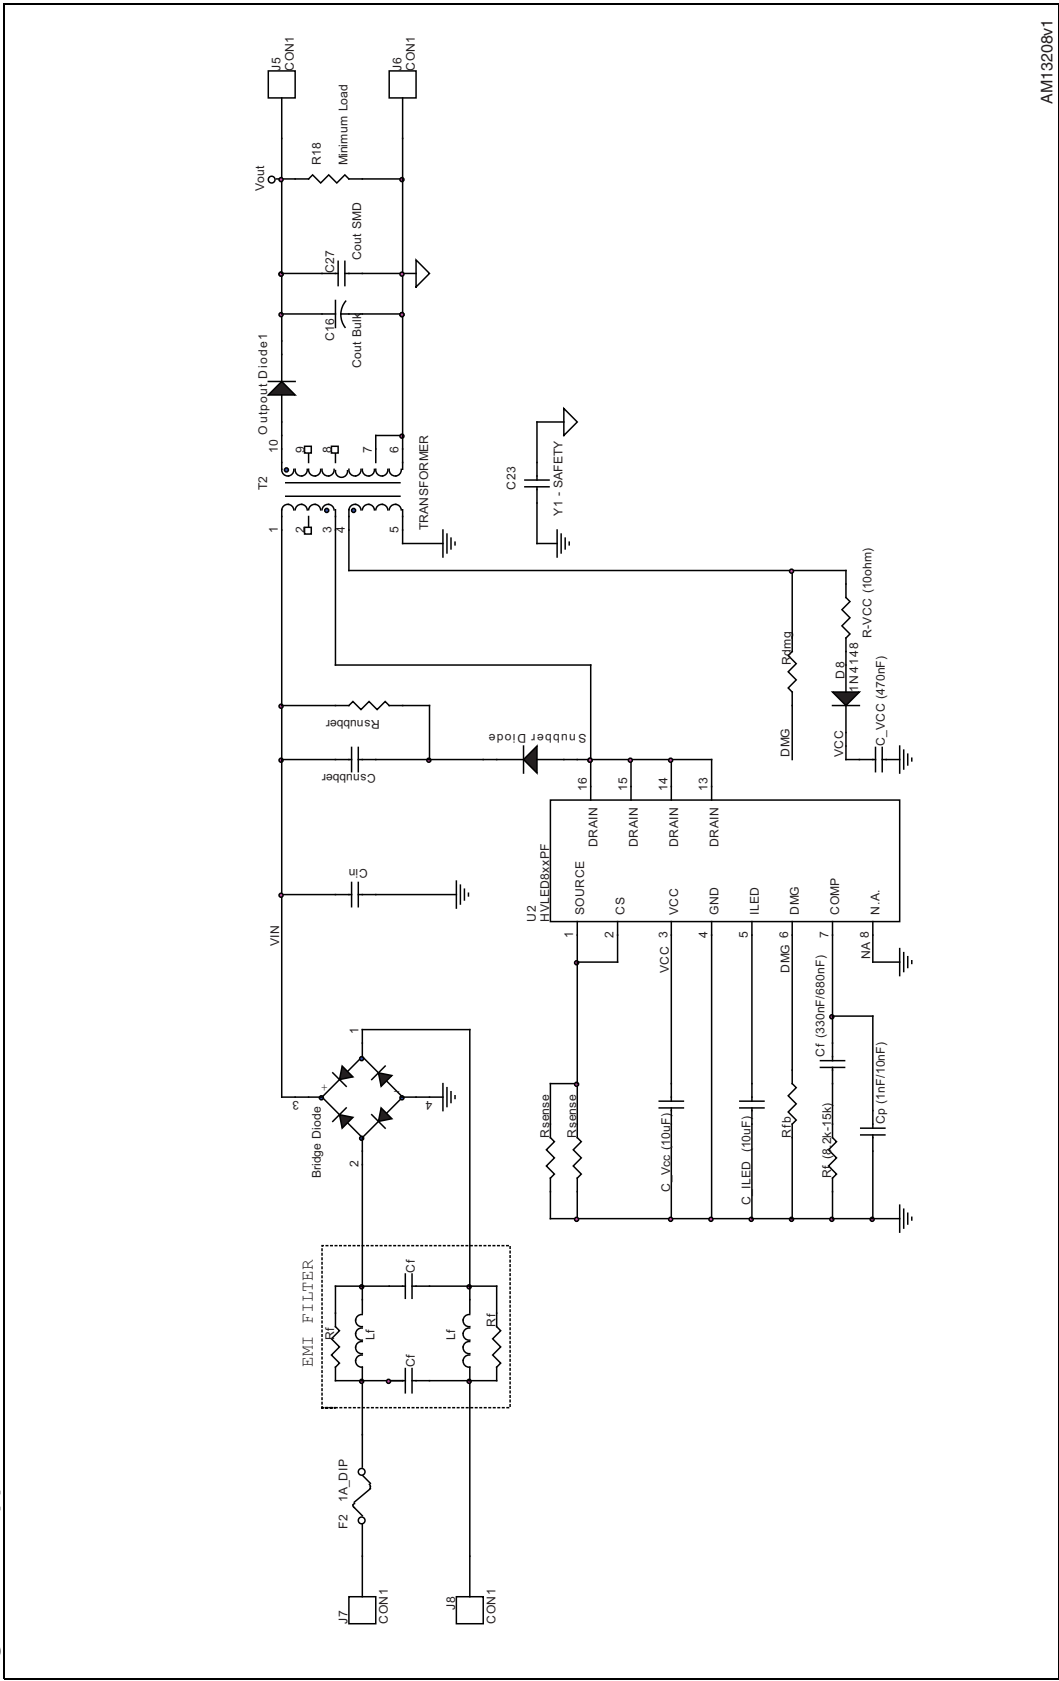 J7
CON1
J8
CON1
F2 1A_DIP
EMI FILTER
Rf
Lf
Cf
Cf
Lf
Rf
Bridge Diode
2
3
+
1
4
VIN
Cin
Csnubber
Rsnubber
Snubber Diode
T2
1
2
3
4
5
10
9
8
7
6
TRANSFORMER
Outpout Diode1
C16
Cout Bulk
C27
Cout SMD
Vout
R18
Minimum Load
J5
CON1
J6
CON1
C23
Y1 - SAFETY
Rsense
Rsense
C_Vcc (10uF)
C_ILED (10uF)
Rfb
Rf (8.2k-15k)
Cf (330nF/680nF)
Cp (1nF/10nF)
U2
HVLED8xxPF
1 SOURCE
2 CS
VCC 3 VCC
4 GND
5 ILED
DMG 6 DMG
7 COMP
NA 8 N.A.
DRAIN 16
DRAIN 15
DRAIN 14
DRAIN 13
DMG
Rdmg
VCC
D8
1N4148
R-VCC (10ohm)
C_VCC (470nF)
AM13208v1